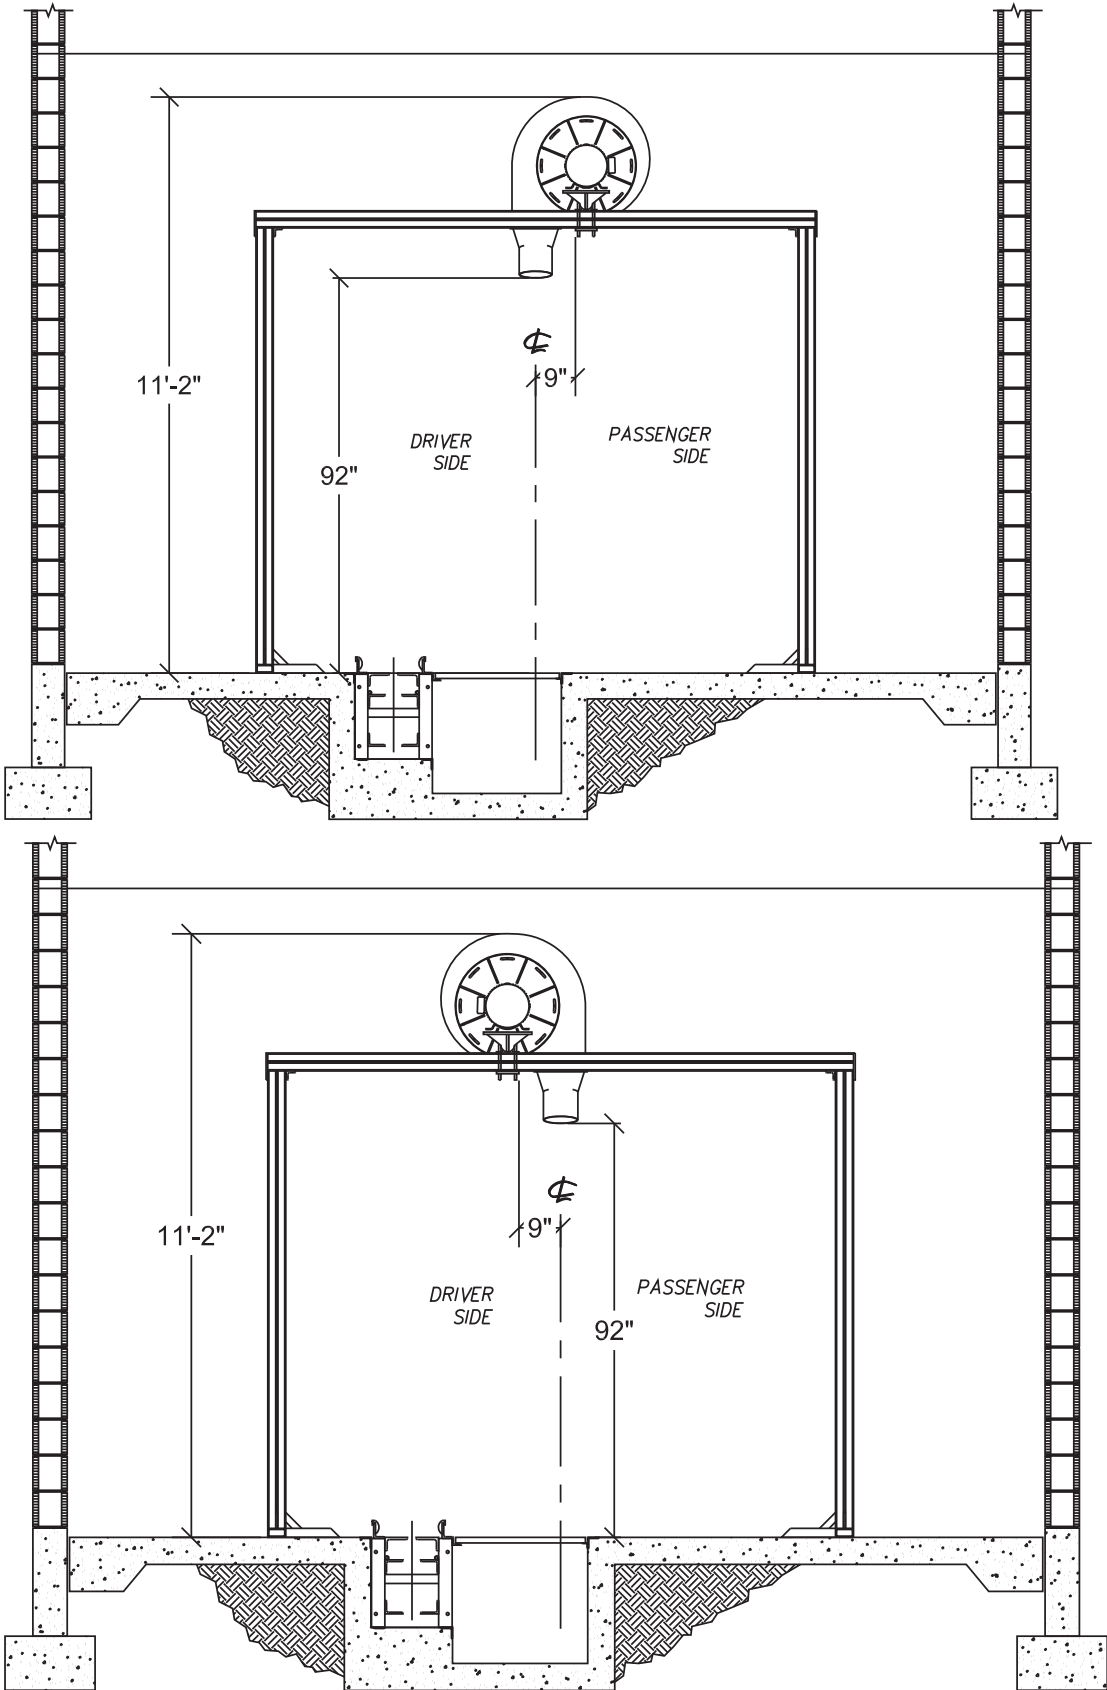 11'-2"
℄
9"
DRIVER
SIDE
PASSENGER
SIDE
92"
11'-2"
℄
9"
DRIVER
SIDE
PASSENGER
SIDE
92"